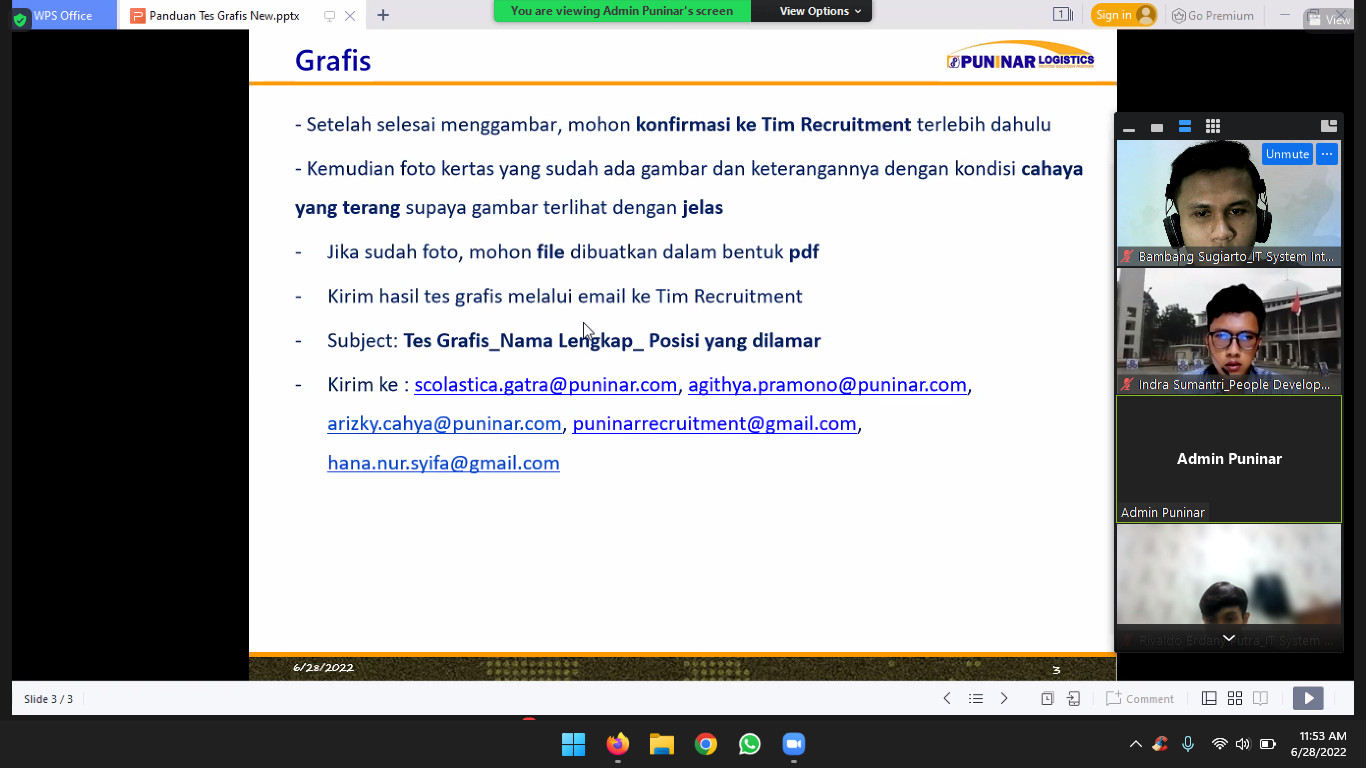 WPS Office
Panduan Tes Grafis New.pptx
You are viewing Admin Puninar's screen
View Options
1
Sign in
Go Premium
View
Grafis
PUNINAR LOGISTICS
- Setelah selesai menggambar, mohon konfirmasi ke Tim Recruitment terlebih dahulu
- Kemudian foto kertas yang sudah ada gambar dan keterangannya dengan kondisi cahaya
yang terang supaya gambar terlihat dengan jelas
- Jika sudah foto, mohon file dibuatkan dalam bentuk pdf
- Kirim hasil tes grafis melalui email ke Tim Recruitment
- Subject: Tes Grafis_Nama Lengkap_ Posisi yang dilamar
- Kirim ke : scolastica.gatra@puninar.com, agithya.pramono@puninar.com,
arizky.cahya@puninar.com, puninarrecruitment@gmail.com,
hana.nur.syifa@gmail.com
6/28/2022
3
Unmute
Bambang Sugiarto_IT System Int...
Indra Sumantri_People Develop...
Admin Puninar
Admin Puninar
Rivaldo Erdany Putra_IT System ...
Slide 3 / 3
Comment
11:53 AM
6/28/2022